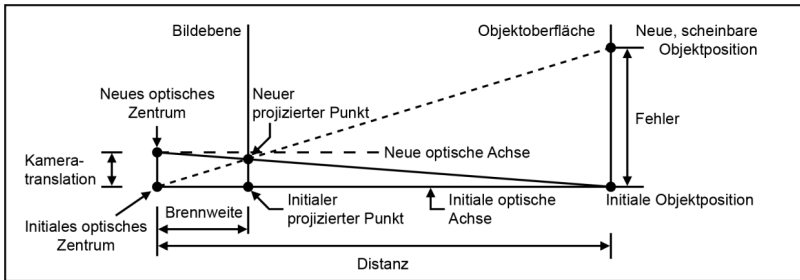 Bildebene
Objektoberfläche
Neue, scheinbare
Objektposition
Neues optisches
Zentrum
Neuer
projizierter Punkt
Fehler
Kamera-
translation
Neue optische Achse
Initiales optisches
Zentrum
Brennweite
Initialer
projizierter Punkt
Initiale optische
Achse
Initiale Objektposition
Distanz